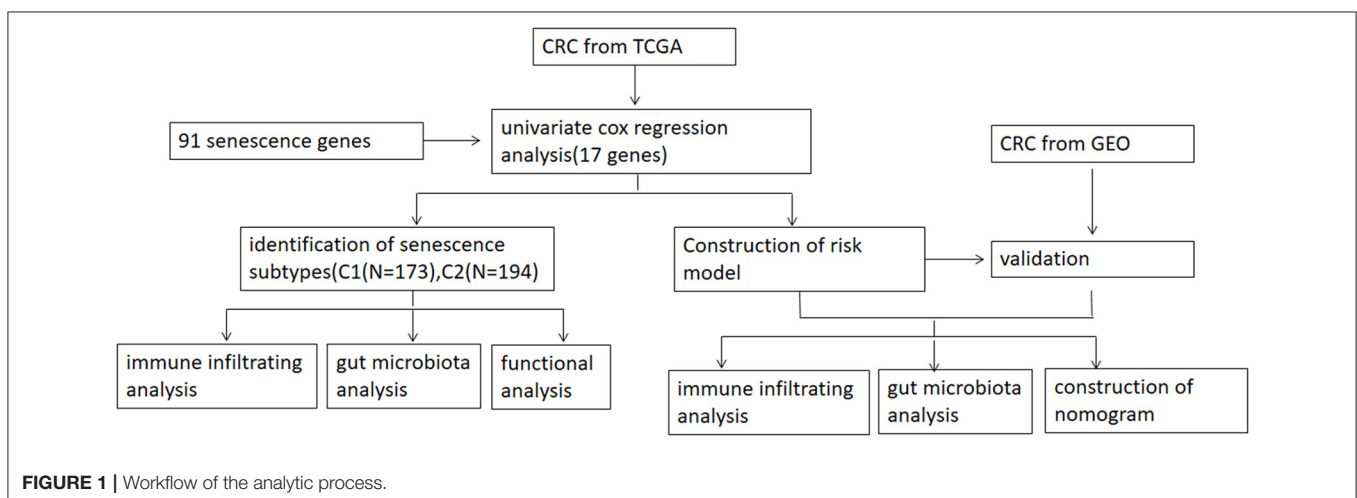 CRC from TCGA
91 senescence genes
univariate cox regression
analysis(17 genes)
CRC from GEO
identification of senescence
subtypes(C1(N=173),C2(N=194)
Construction of risk
model
validation
immune infiltrating
analysis
gut microbiota
analysis
functional
analysis
immune infiltrating
analysis
gut microbiota
analysis
construction of
nomogram
FIGURE 1 | Workflow of the analytic process.